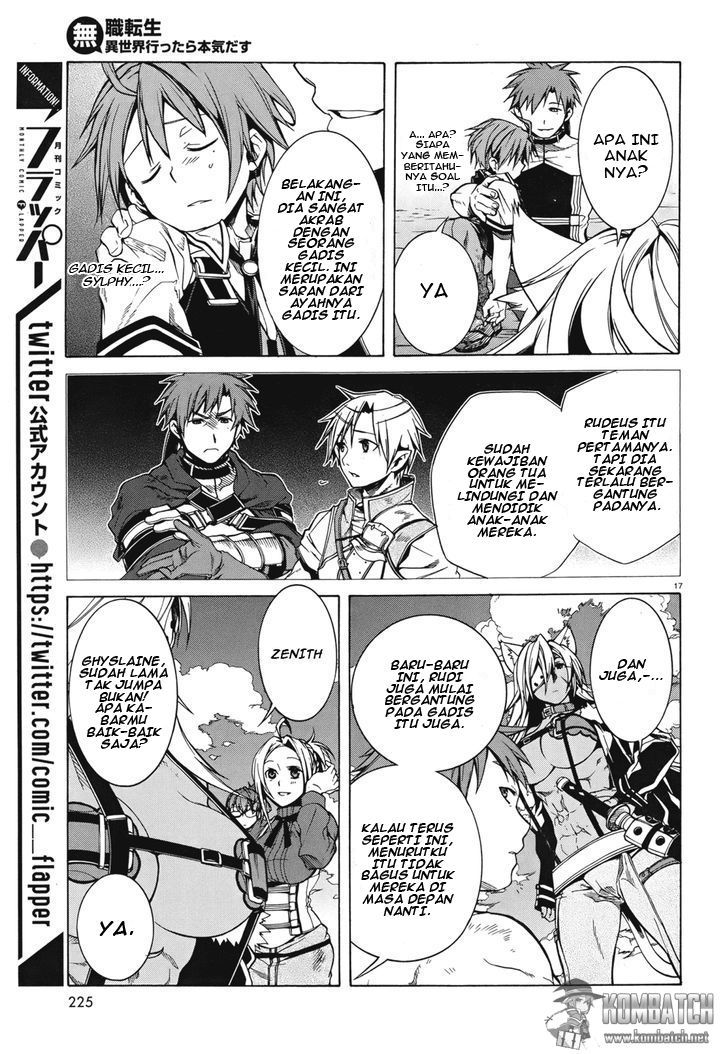 無職転生
異世界行ったら本気だす
APA INI
ANAK
NYA?
A... APA?
SIAPA
YANG MEM-
BERITAHU-
NYA SOAL
ITU...?
YA
BELAKANG-
AN INI,
DIA SANGAT
AKRAB
DENGAN
SEORANG
GADIS
KECIL. INI
MERUPAKAN
SARAN DARI
AYAHNYA
GADIS ITU.
GADIS KECIL...
SYLPHY...?
RUDEUS ITU
TEMAN
PERTAMANYA.
TAPI DIA
SEKARANG
TERLALU BER-
GANTUNG
PADANYA.
SUDAH
KEWAJIBAN
ORANG TUA
UNTUK ME-
LINDUNGI DAN
MENDIDIK
ANAK-ANAK
MEREKA.
17
DAN
JUGA,-...
BARU-BARU
INI, RUDI
JUGA MULAI
BERGANTUNG
PADA GADIS
ITU JUGA.
KALAU TERUS
SEPERTI INI,
MENURUTKU
ITU TIDAK
BAGUS UNTUK
MEREKA DI
MASA DEPAN
NANTI.
ZENITH
GHYSLAINE,
SUDAH LAMA
TAK JUMPA
BUKAN!
APA KA-
BARMU
BAIK-BAIK
SAJA?
YA.
INFORMATION!
月刊コミック
フラッパー
MONTHLY COMIC FLAPPER
twitter公式アカウント●https://twitter.com/comic__flapper
225
KOMBATCH
www.kombatch.net